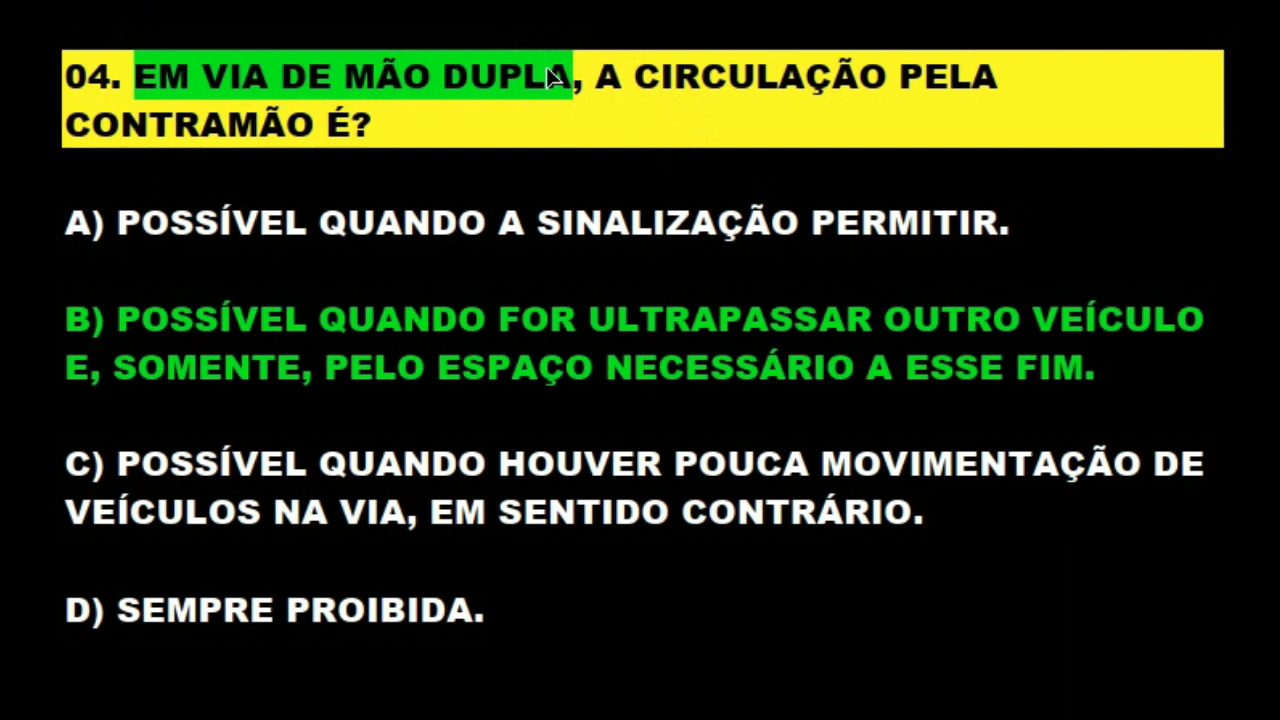 04. EM VIA DE MÃO DUPLA, A CIRCULAÇÃO PELA
CONTRAMÃO É?
A) POSSÍVEL QUANDO A SINALIZAÇÃO PERMITIR.
B) POSSÍVEL QUANDO FOR ULTRAPASSAR OUTRO VEÍCULO
E, SOMENTE, PELO ESPAÇO NECESSÁRIO A ESSE FIM.
C) POSSÍVEL QUANDO HOUVER POUCA MOVIMENTAÇÃO DE
VEÍCULOS NA VIA, EM SENTIDO CONTRÁRIO.
D) SEMPRE PROIBIDA.